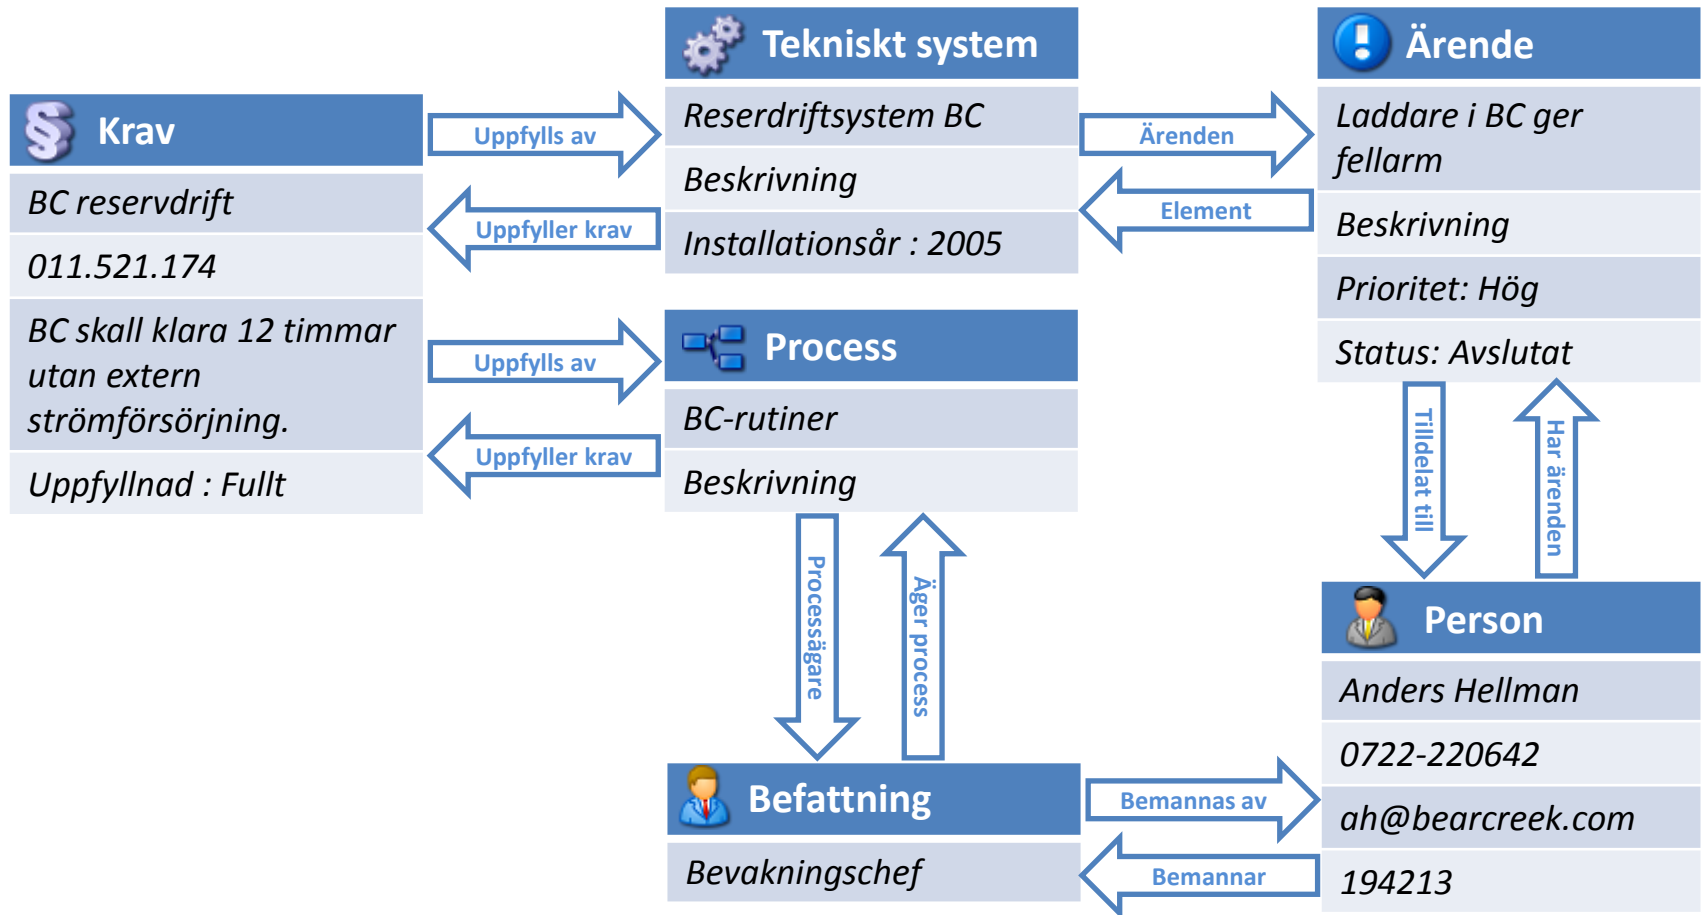 Krav
BC reservdrift
011.521.174
BC skall klara 12 timmar
utan extern
strömförsörjning.
Uppfyllnad : Fullt
Uppfylls av
Uppfyller krav
Uppfylls av
Uppfyller krav
Tekniskt system
Reserdriftsystem BC
Beskrivning
Installationsår : 2005
Process
BC-rutiner
Beskrivning
Processägare
Äger process
Befattning
Bevakningschef
Ärenden
Element
Ärende
Laddare i BC ger
fellarm
Beskrivning
Prioritet: Hög
Status: Avslutat
Tilldelat till
Har ärenden
Bemannas av
Bemannar
Person
Anders Hellman
0722-220642
ah@bearcreek.com
194213